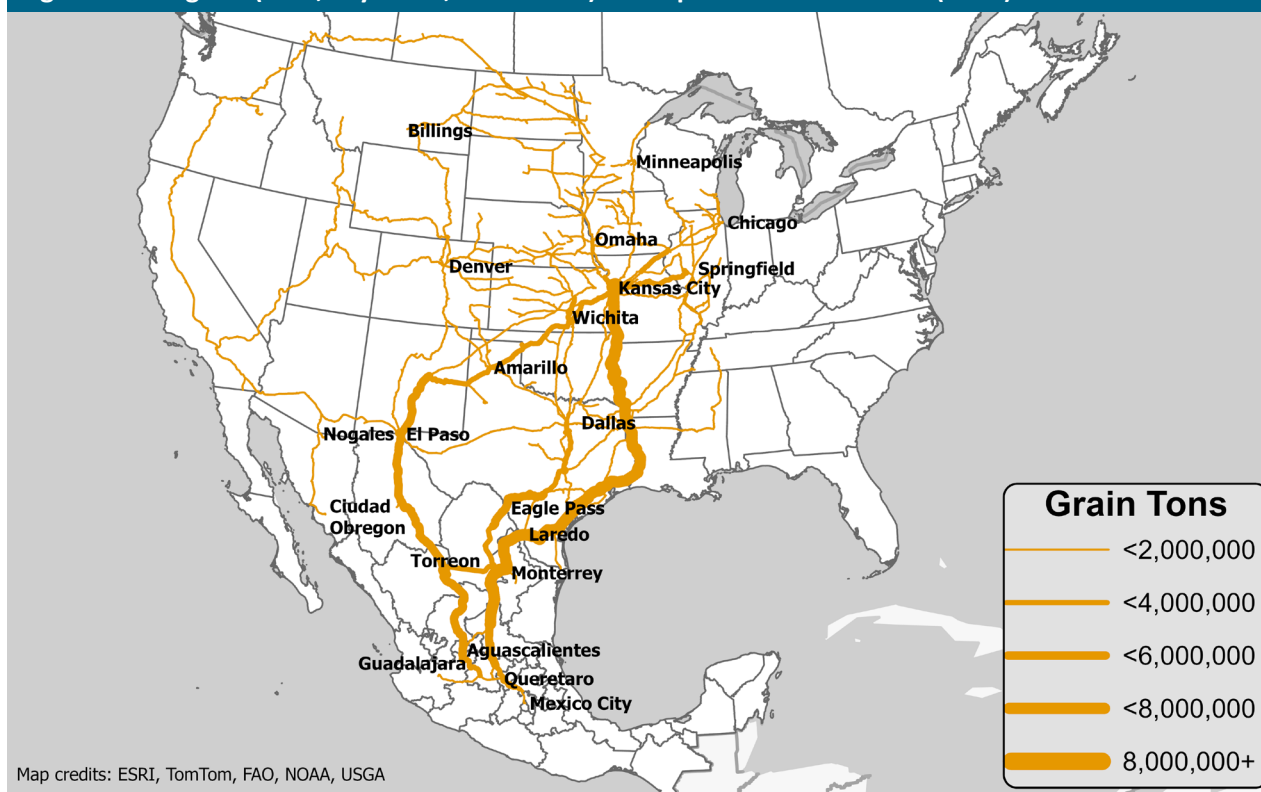 Billings
Minneapolis
Chicago
Omaha
Denver
Springfield
Kansas City
Wichita
Amarillo
Dallas
Nogales
El Paso
Ciudad
Obregon
Eagle Pass
Laredo
Torreon
Monterrey
Aguascalientes
Guadalajara
Queretaro
Mexico City
Grain Tons
<2,000,000
<4,000,000
<6,000,000
<8,000,000
8,000,000+
Map credits: ESRI, TomTom, FAO, NOAA, USGA